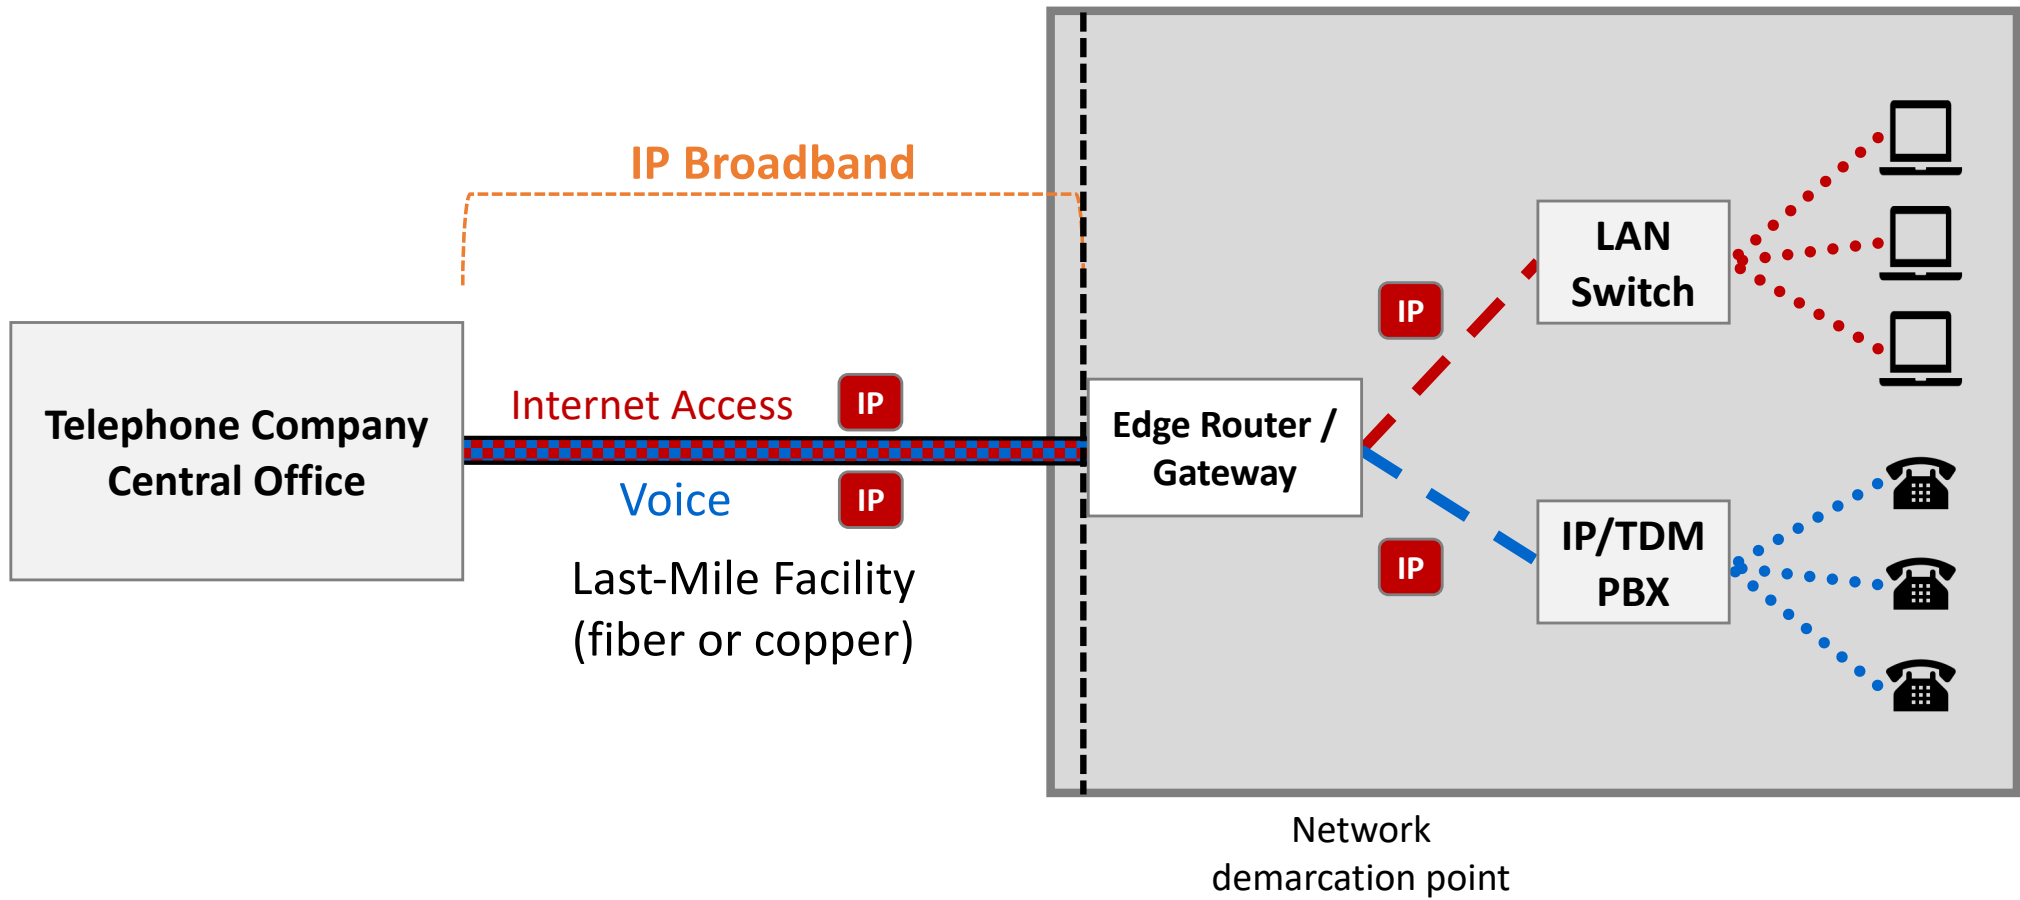 IP Broadband
Telephone Company
Central Office
Internet Access
IP
Voice
IP
Last-Mile Facility
(fiber or copper)
Edge Router /
Gateway
IP
IP
LAN
Switch
IP/TDM
PBX
Network
demarcation point